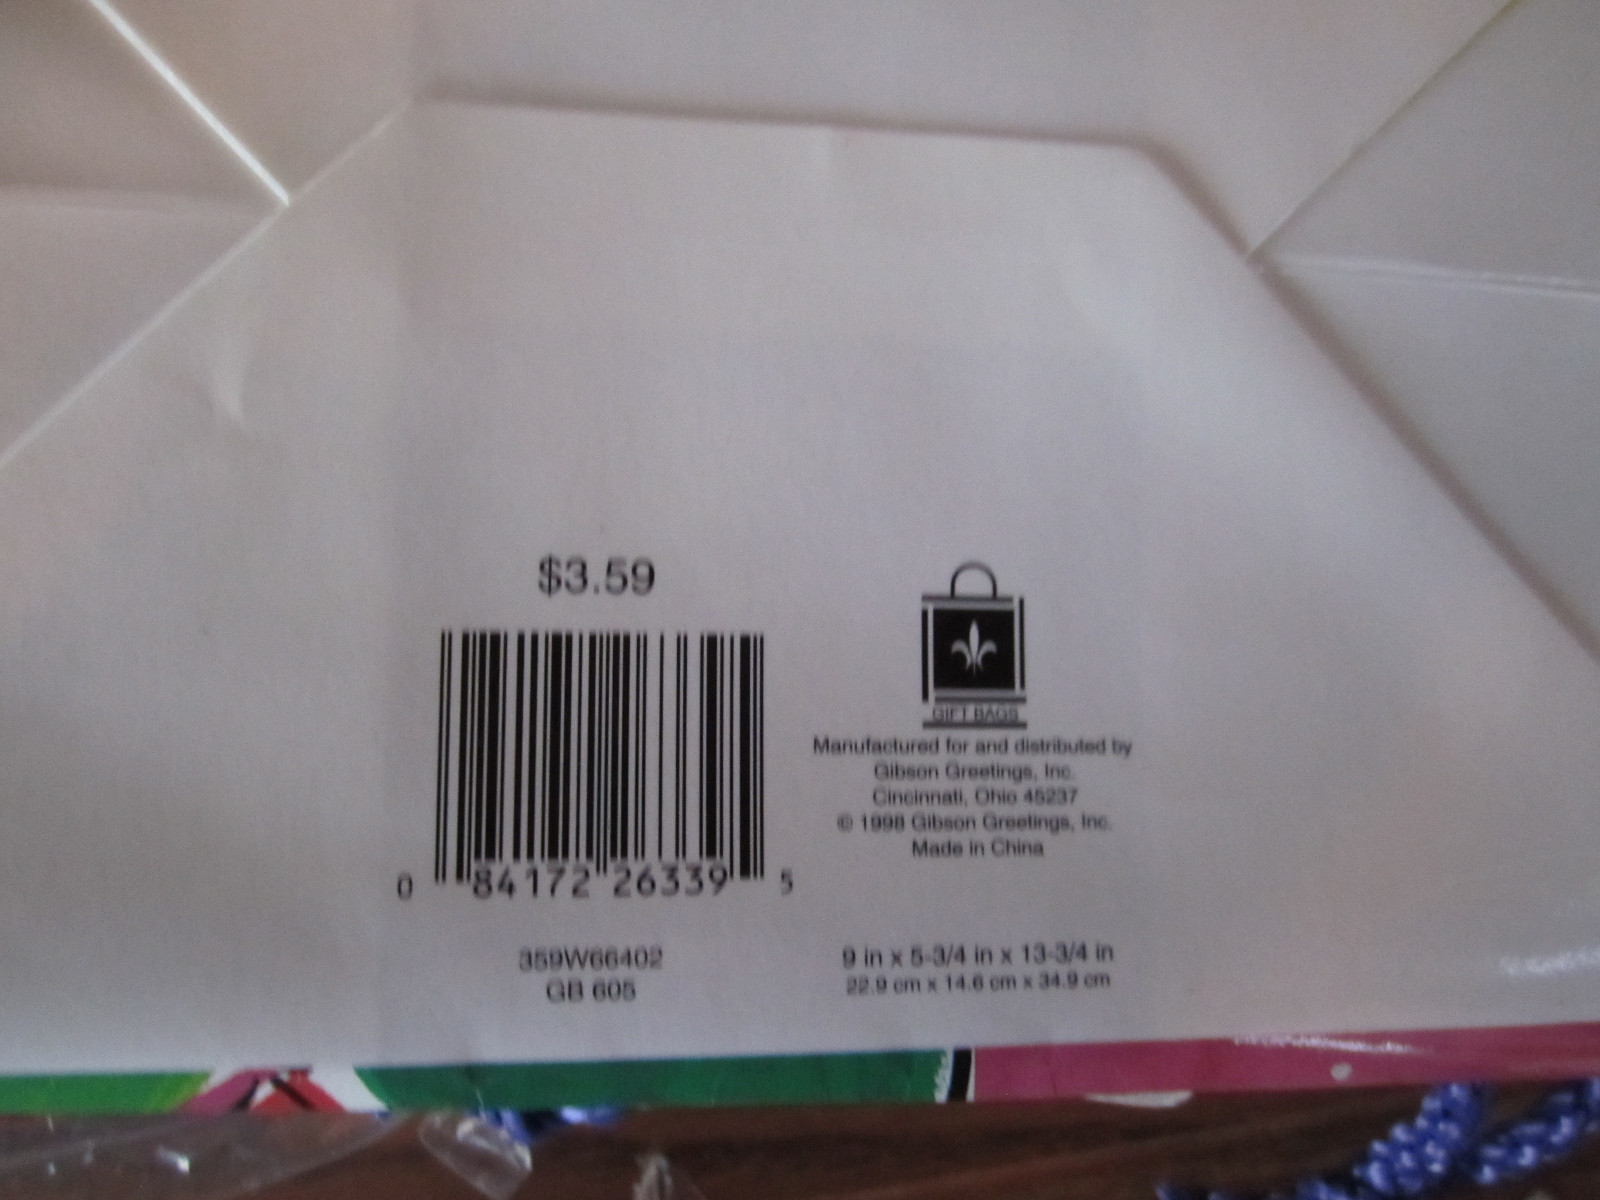 $3.59
0 84172 26339 5
359W66402
GB 605
GIFT BAGS
Manufactured for and distributed by
Gibson Greetings, Inc.
Cincinnati, Ohio 45237
© 1998 Gibson Greetings, Inc.
Made in China
9 in x 5-3/4 in x 13-3/4 in
22.9 cm x 14.6 cm x 34.9 cm